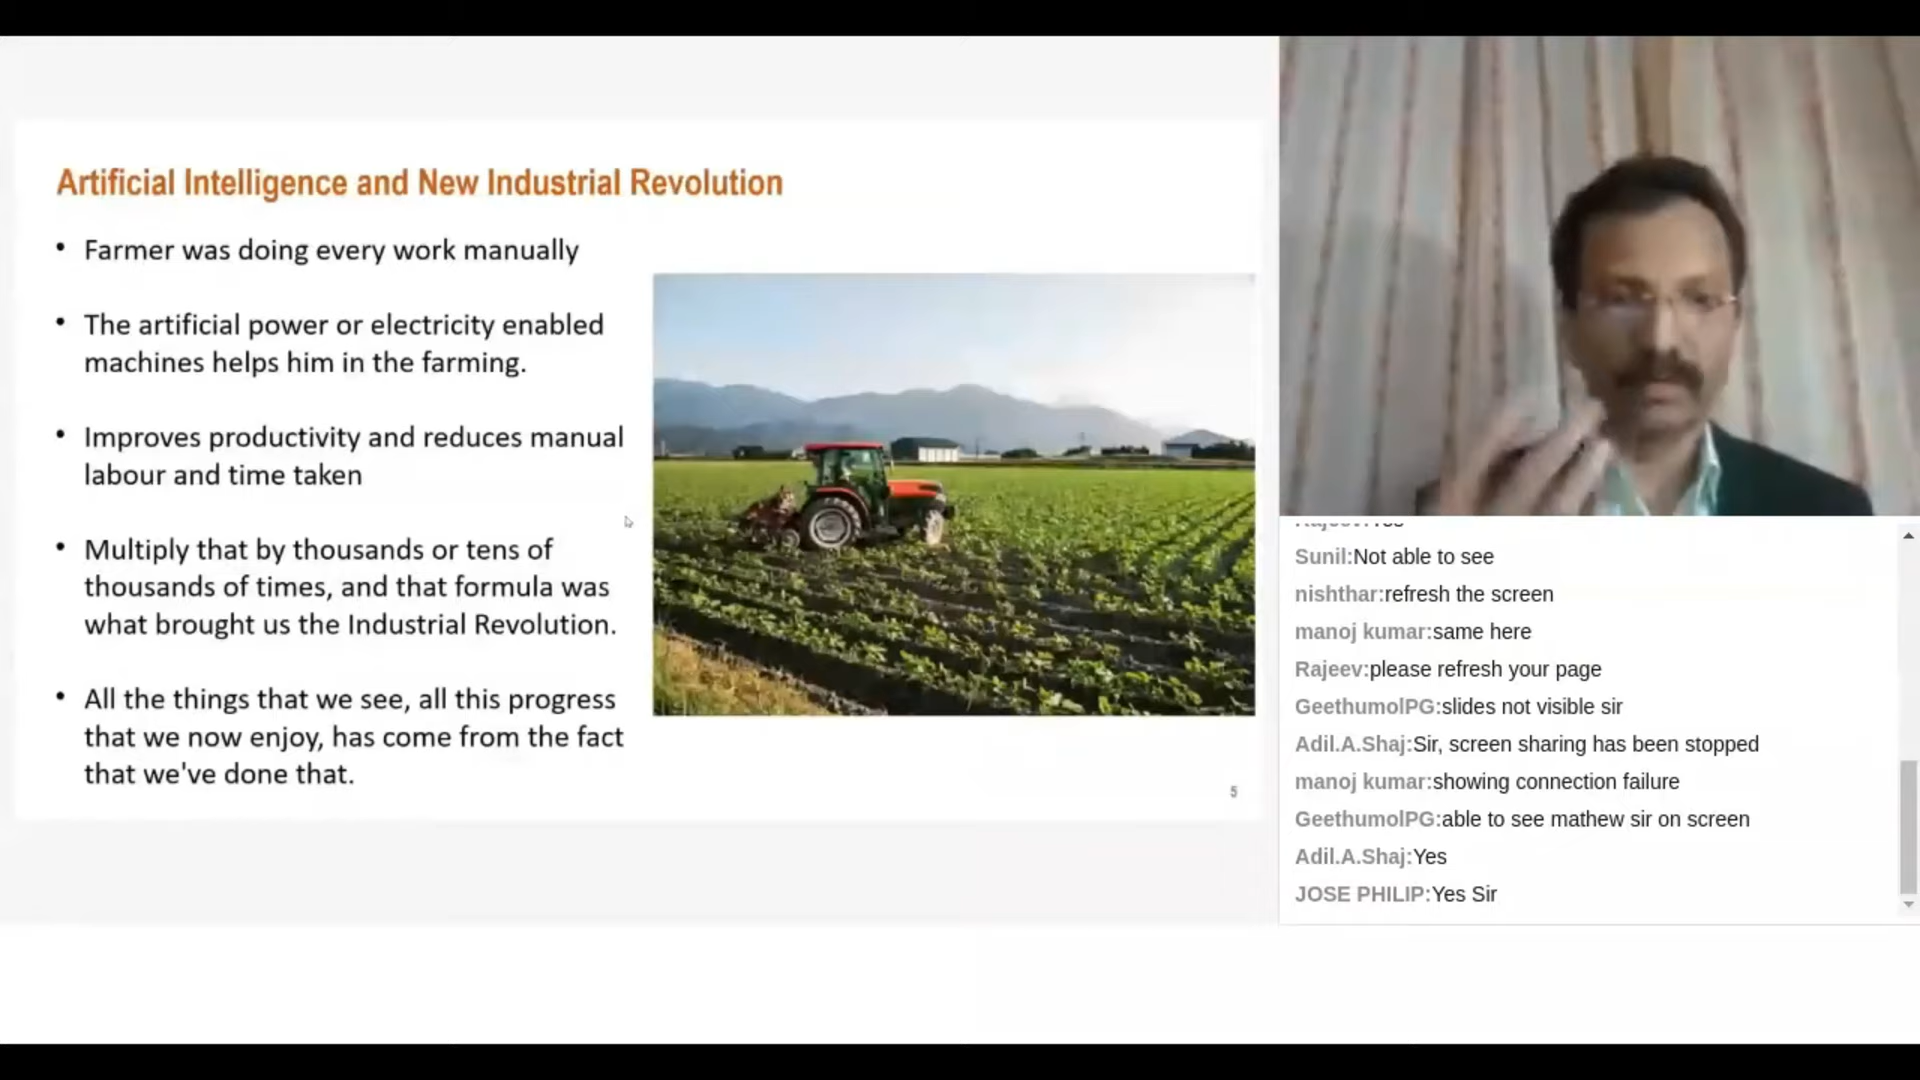 Artificial Intelligence and New Industrial Revolution
• Farmer was doing every work manually
• The artificial power or electricity enabled
machines helps him in the farming.
• Improves productivity and reduces manual
labour and time taken
• Multiply that by thousands or tens of
thousands of times, and that formula was
what brought us the Industrial Revolution.
• All the things that we see, all this progress
that we now enjoy, has come from the fact
that we've done that.
5
Rajeev:Yes
Sunil:Not able to see
nishthar:refresh the screen
manoj kumar:same here
Rajeev:please refresh your page
GeethumolPG:slides not visible sir
Adil.A.Shaj:Sir, screen sharing has been stopped
manoj kumar:showing connection failure
GeethumolPG:able to see mathew sir on screen
Adil.A.Shaj:Yes
JOSE PHILIP:Yes Sir